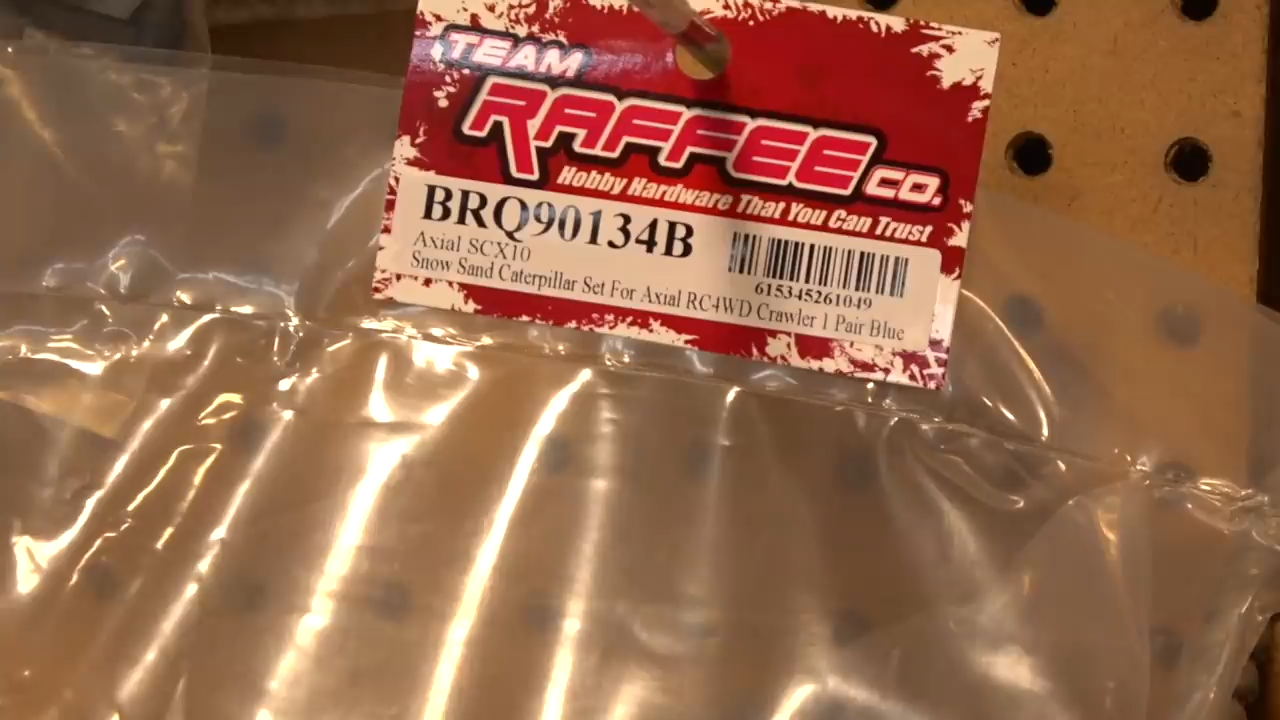 TEAM
RAFFEE CO.
Hobby Hardware That You Can Trust
BRQ90134B
Axial SCX10
Snow Sand Caterpillar Set For Axial RC4WD Crawler 1 Pair Blue
615345261049